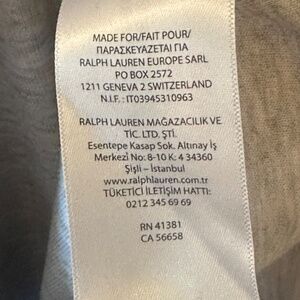 MADE FOR/FAIT POUR/
ΠΑΡΑΣΚΕΥΑΖΕΤΑΙ ΓΙΑ
RALPH LAUREN EUROPE SARL
PO BOX 2572
1211 GENEVA 2 SWITZERLAND
N.I.F. : IT03945310963
RALPH LAUREN MAĞAZACILIK VE
TİC. LTD. ŞTİ.
Esentepe Kasap Sok. Altınay İş
Merkezi No: 8-10 K: 4 34360
Şişli – İstanbul
www.ralphlauren.com.tr
TÜKETİCİ İLETİŞİM HATTI:
0212 345 69 69
RN 41381
CA 56658